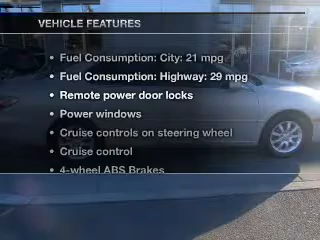 VEHICLE FEATURES
• Fuel Consumption: City: 21 mpg
• Fuel Consumption: Highway: 29 mpg
• Remote power door locks
• Power windows
• Cruise controls on steering wheel
• Cruise control
• 4-wheel ABS Brakes